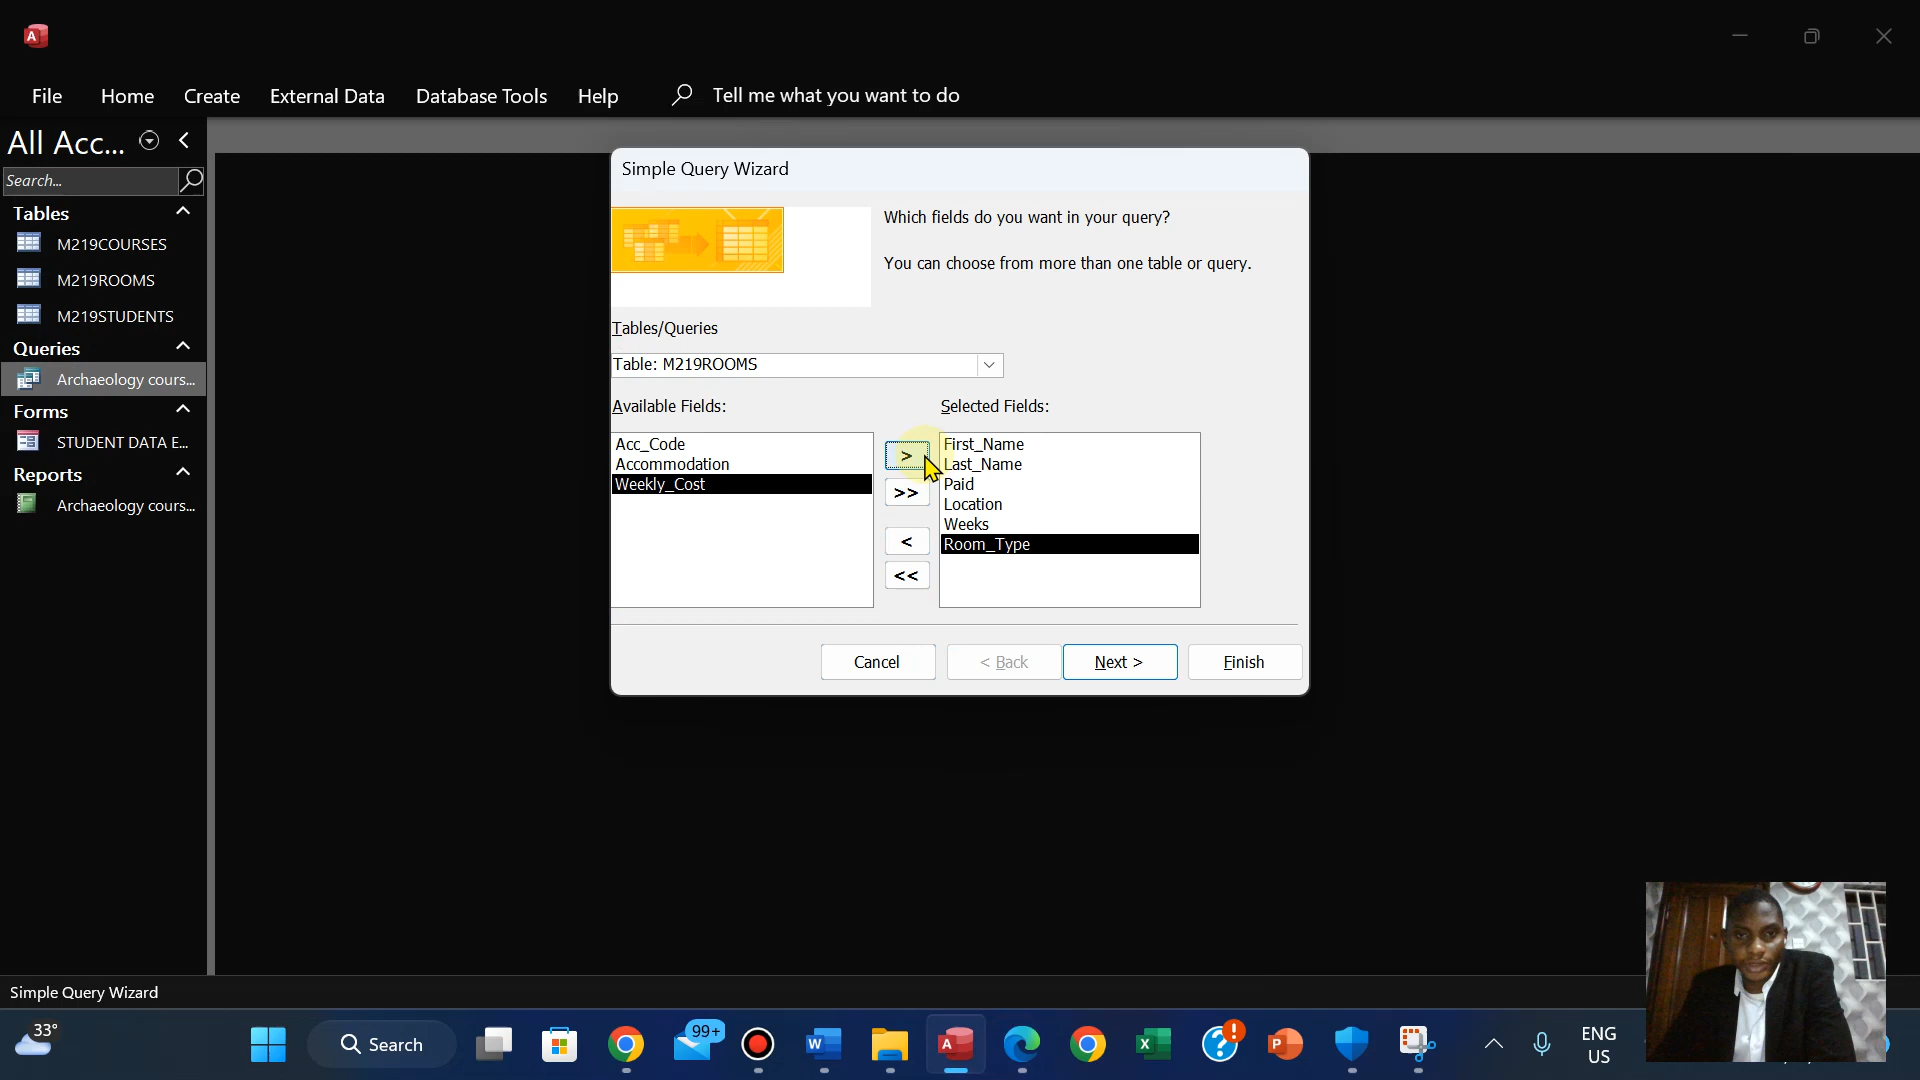 A
File Home Create External Data Database Tools Help Tell me what you want to do
All Acc...
Search...
Tables
M219COURSES
M219ROOMS
M219STUDENTS
Queries
Archaeology cours...
Forms
STUDENT DATA E...
Reports
Archaeology cours...
Simple Query Wizard
Which fields do you want in your query?
You can choose from more than one table or query.
Tables/Queries
Table: M219ROOMS
Available Fields:
Acc_Code
Accommodation
Weekly_Cost
>
>>
<
<<
Selected Fields:
First_Name
Last_Name
Paid
Location
Weeks
Room_Type
Cancel < Back Next > Finish
Simple Query Wizard
33°
Search
99+
W
A
X
?
!
P
ENG
US